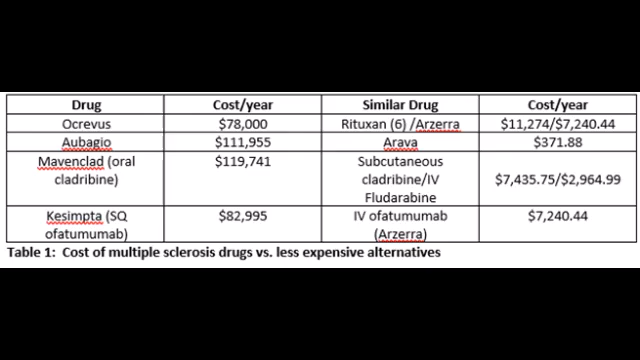 Drug Cost/year Similar Drug Cost/year
Ocrevus $78,000 Rituxan (6) /Arzerra $11,274/$7,240.44
Aubagio $111,955 Arava $371.88
Mavenclad (oral $119,741 Subcutaneous
cladribine) cladribine/IV $7,435.75/$2,964.99
Fludarabine
Kesimpta (SQ $82,995 IV ofatumumab $7,240.44
ofatumumab) (Arzerra)
Table 1: Cost of multiple sclerosis drugs vs. less expensive alternatives